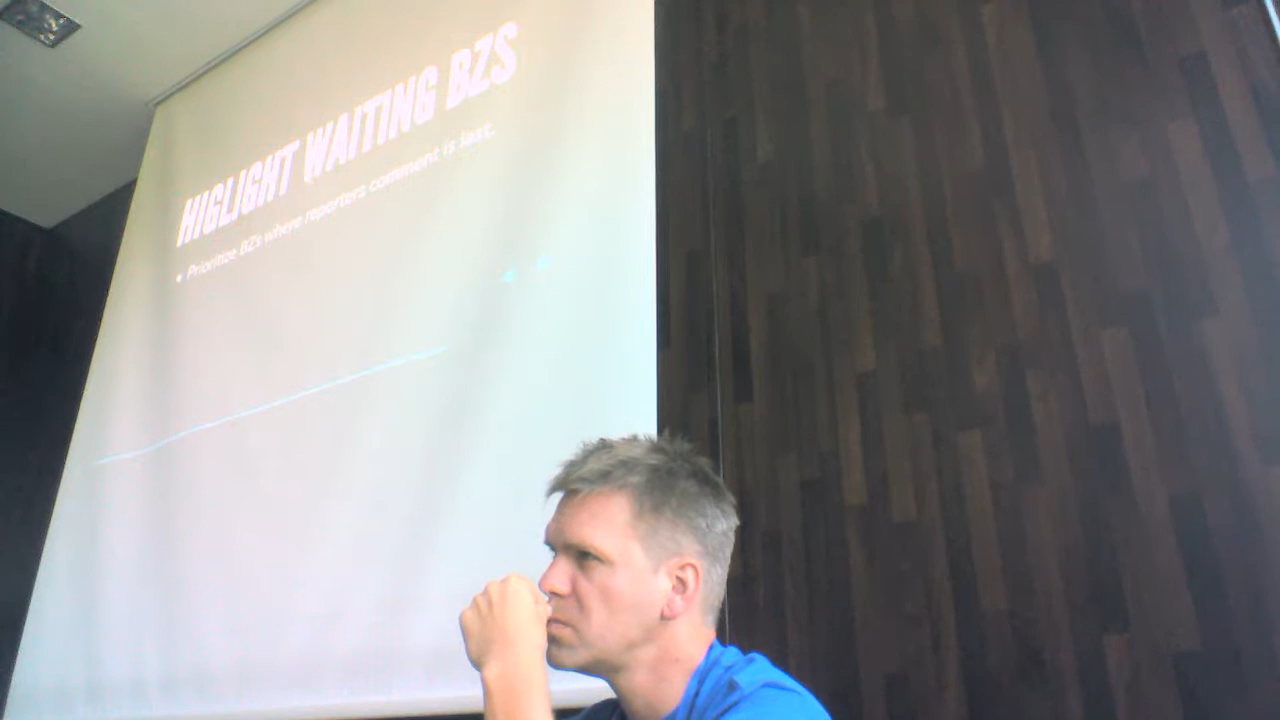 HIGLIGHT WAITING BZS
• Prioritize BZs where reporters comment is last.